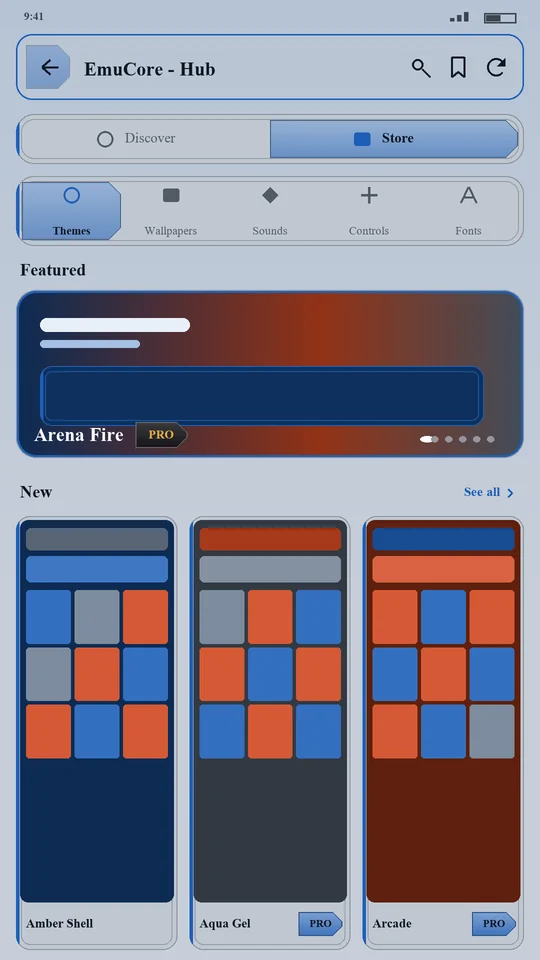 9:41
EmuCore - Hub
Discover
Store
Themes
Wallpapers
Sounds
Controls
Fonts
Featured
Arena Fire
PRO
New
See all
Amber Shell
Aqua Gel
PRO
Arcade
PRO